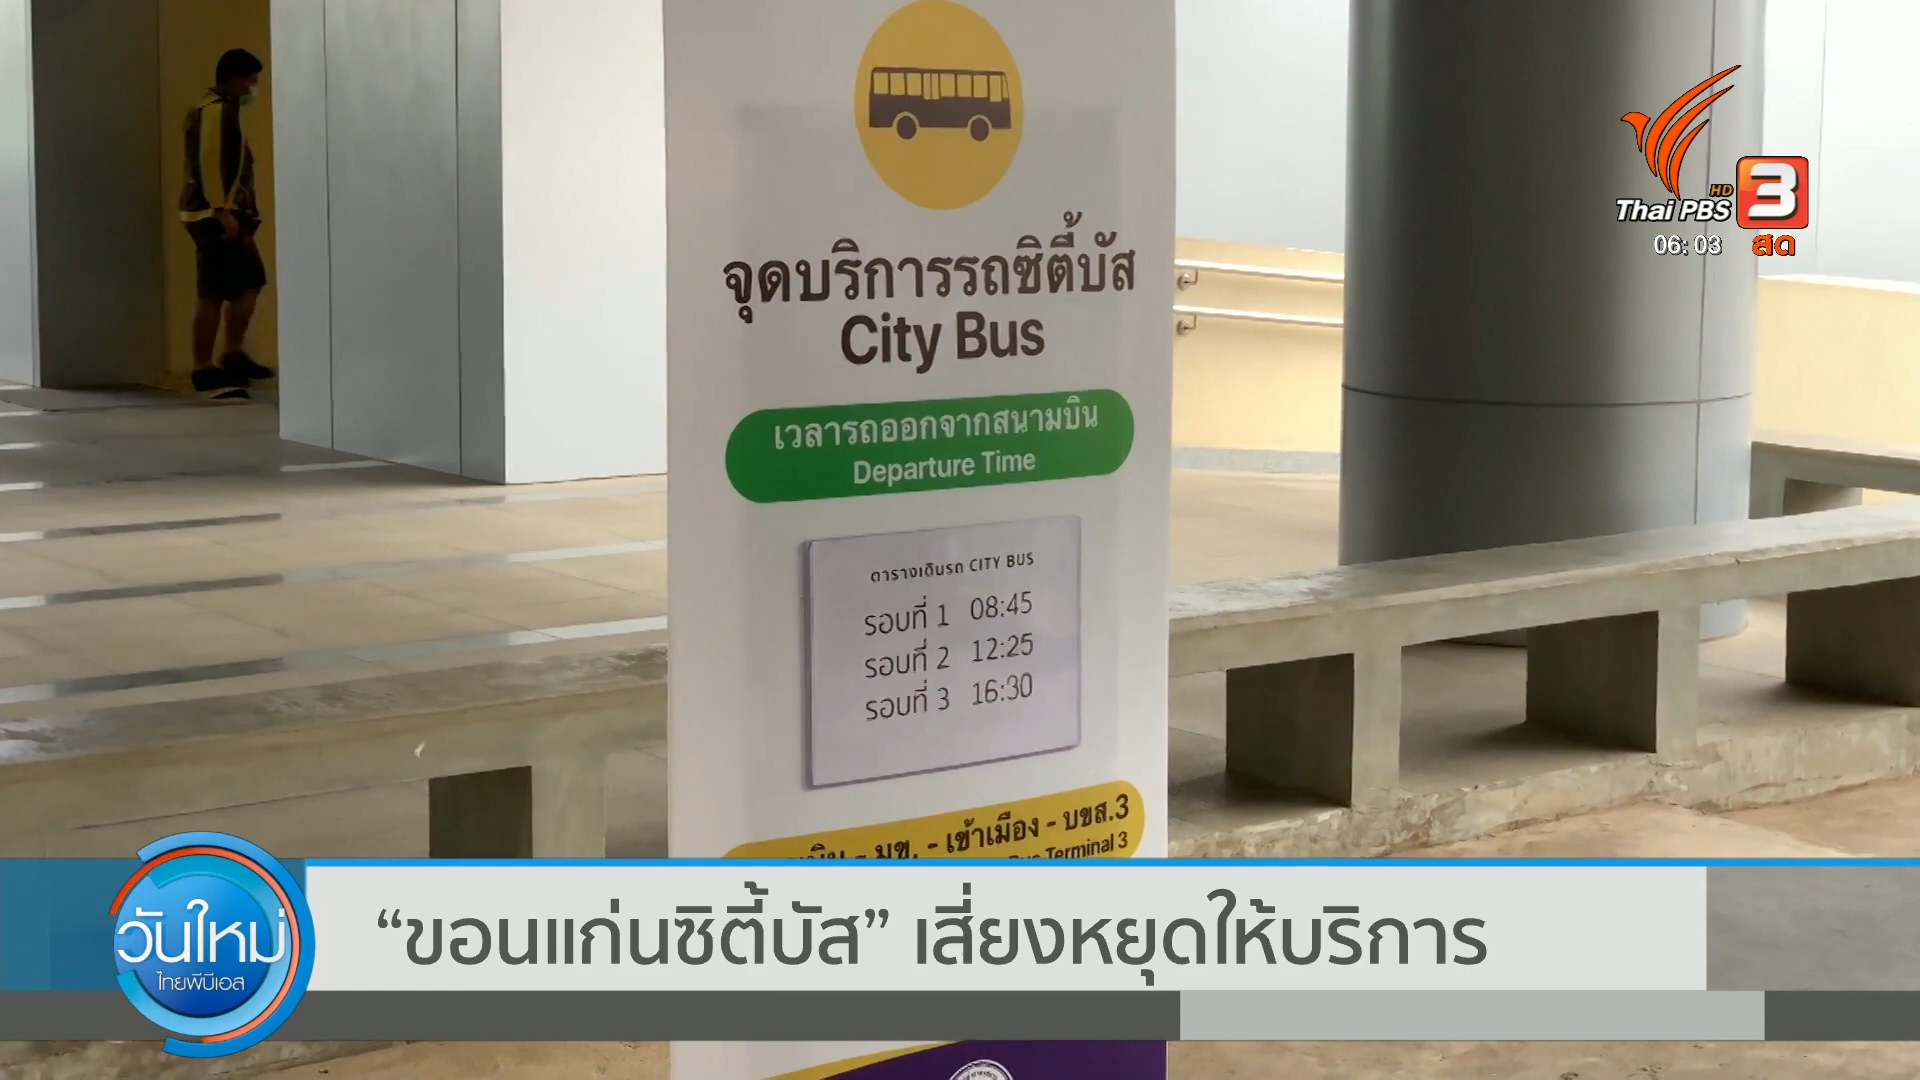 Thai PBS
HD
3
06:03 สด
จุดบริการรถซิตี้บัส
City Bus
เวลารถออกจากสนามบิน
Departure Time
ตารางเดินรถ CITY BUS
รอบที่ 1 08:45
รอบที่ 2 12:25
รอบที่ 3 16:30
- มข. - เข้าเมือง - บขส.3
Terminal 3
วันใหม่
ไทยพีบีเอส
“ขอนแก่นซิตี้บัส” เสี่ยงหยุดให้บริการ